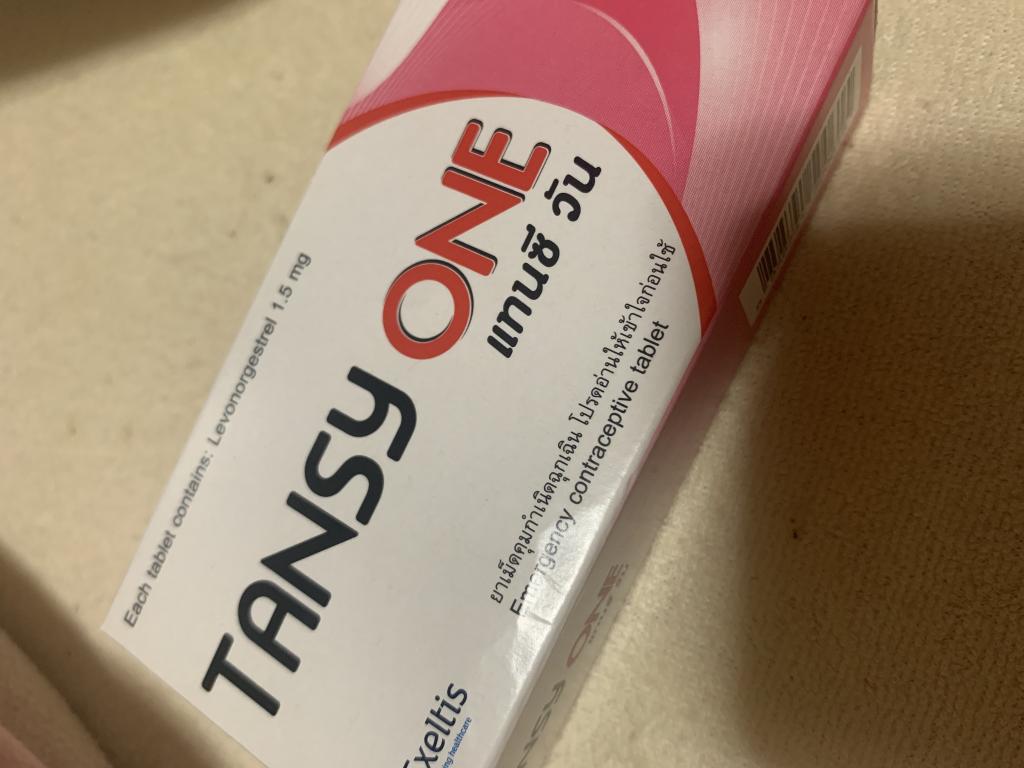 Each tablet contains: Levonorgestrel 1.5 mg
TANSY ONE
แทนซี วัน
ยาเม็ดคุมกำเนิดฉุกเฉิน โปรดอ่านให้เข้าใจก่อนใช้
Emergency contraceptive tablet
Exeltis
healthcare
ONE